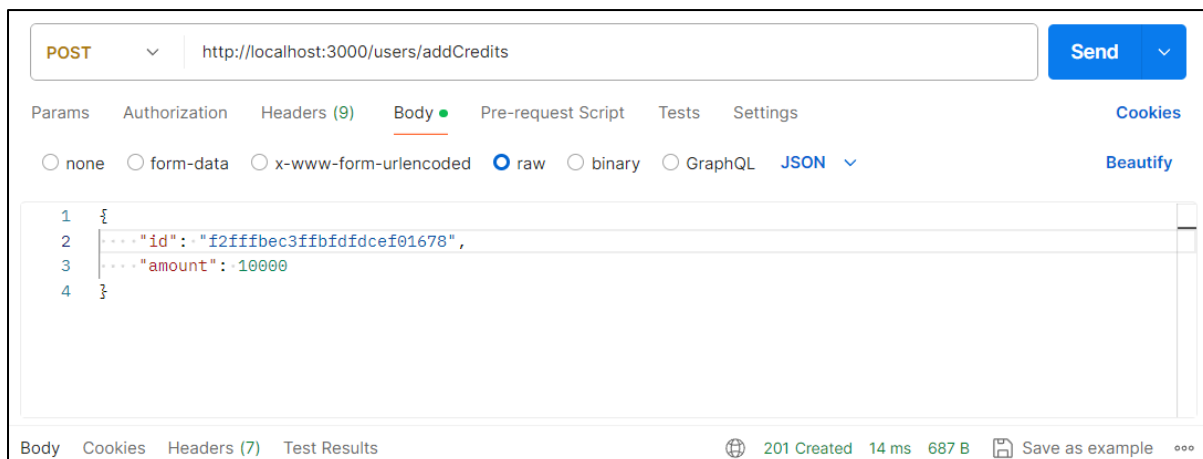 POST http://localhost:3000/users/addCredits Send
Params Authorization Headers (9) Body Pre-request Script Tests Settings Cookies
none form-data x-www-form-urlencoded raw binary GraphQL JSON Beautify
1 {
2 "id": "f2fffbec3ffbfdfdcef01678",
3 "amount": 10000
4 }
Body Cookies Headers (7) Test Results 201 Created 14 ms 687 B Save as example